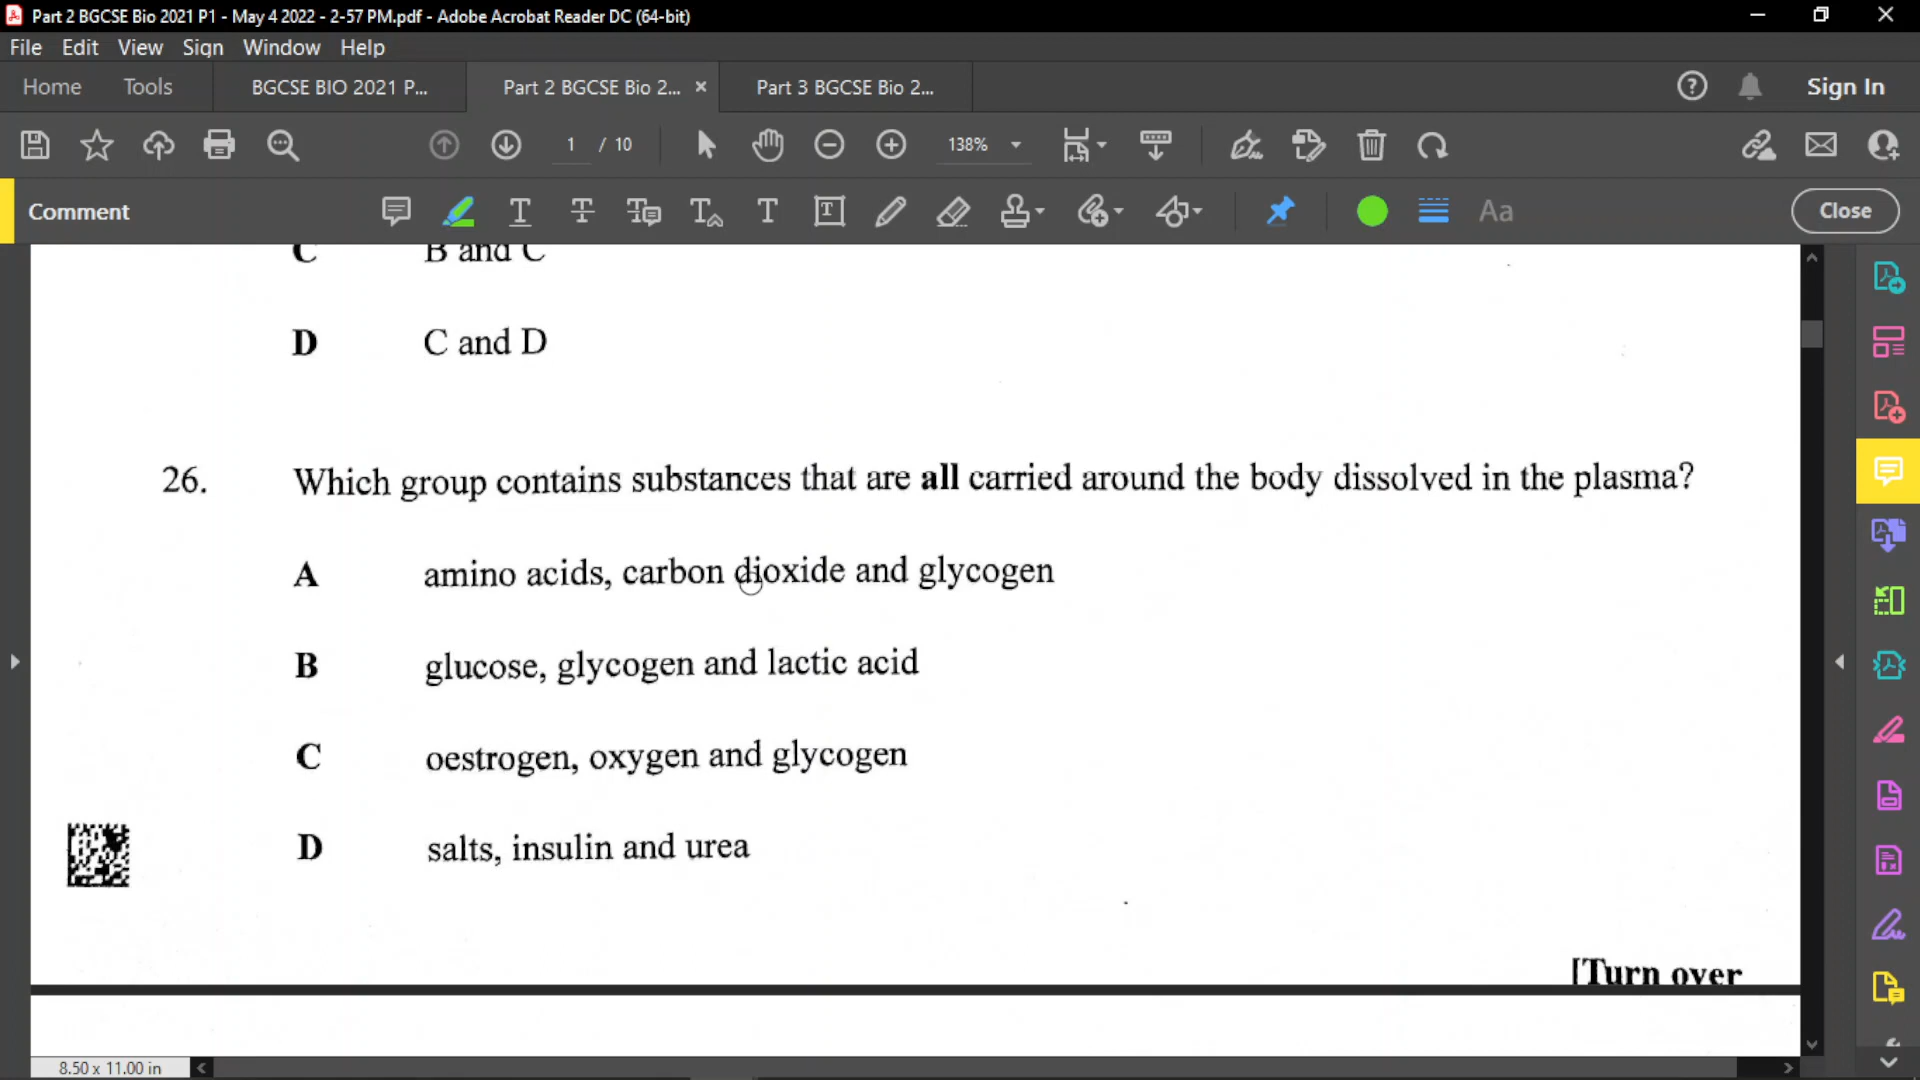 Part 2 BGCSE Bio 2021 P1 - May 4 2022 - 2-57 PM.pdf - Adobe Acrobat Reader DC (64-bit)
File Edit View Sign Window Help
Home Tools BGCSE BIO 2021 P... Part 2 BGCSE Bio 2... × Part 3 BGCSE Bio 2... Sign In
1 / 10 138%
Comment Aa Close
C B and C
D C and D
26. Which group contains substances that are all carried around the body dissolved in the plasma?
A amino acids, carbon dioxide and glycogen
B glucose, glycogen and lactic acid
C oestrogen, oxygen and glycogen
D salts, insulin and urea
[Turn over
8.50 x 11.00 in